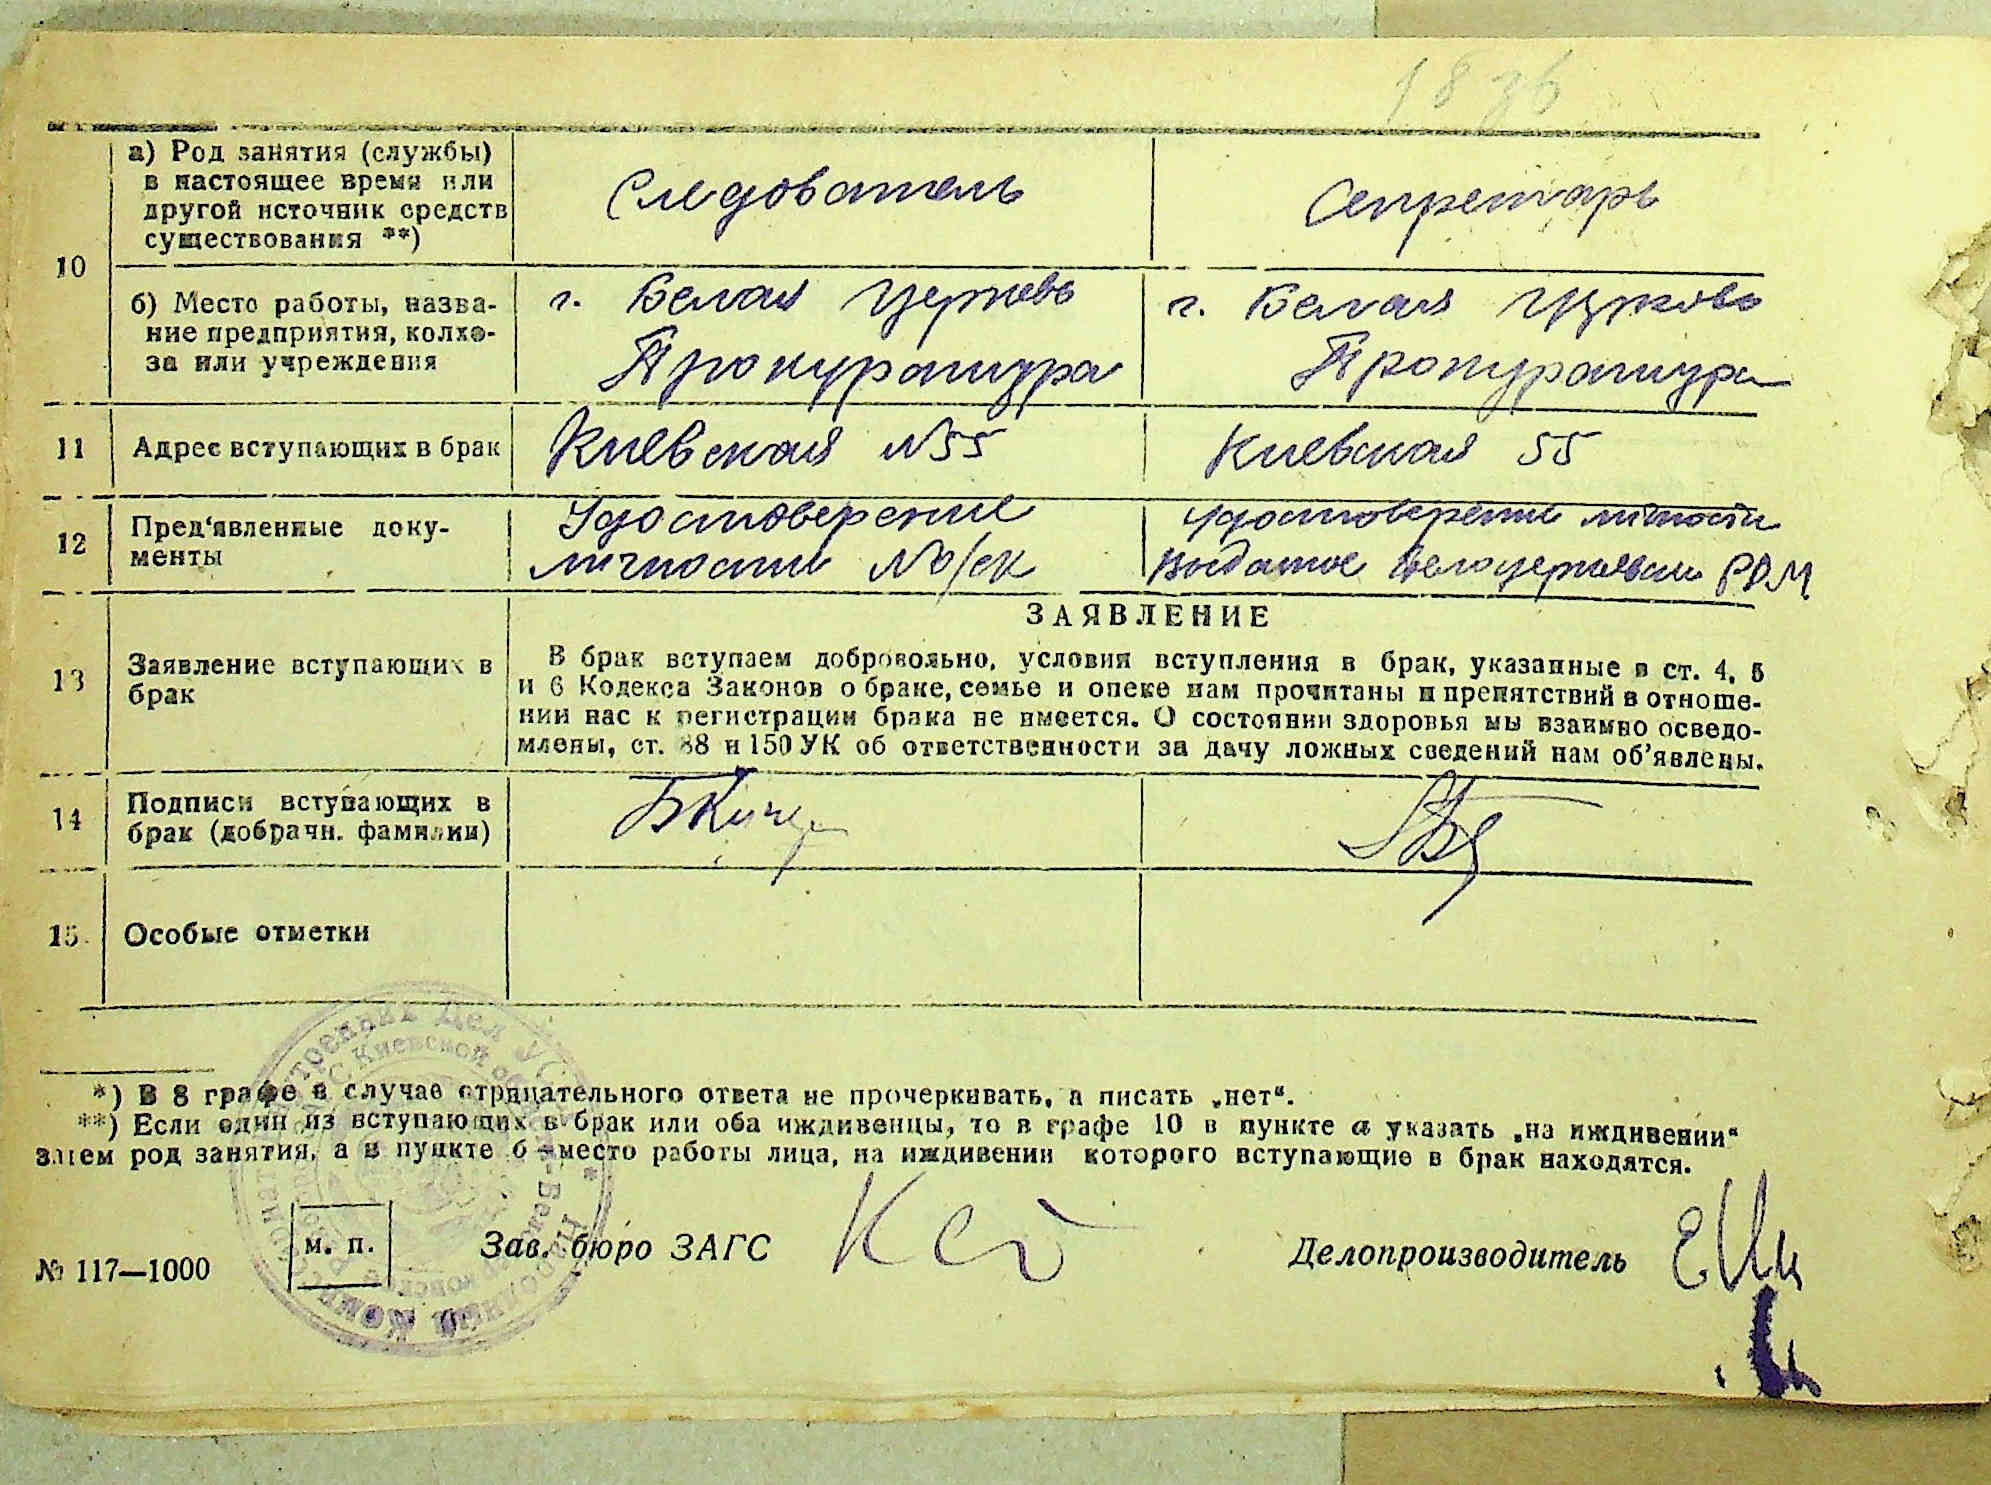 10
а) Род занятия (службы)
в настоящее время или
другой источник средств
существования **)
Следователь
Секретарь
б) Место работы, назва-
ние предприятия, колхо-
за или учреждения
г. Белая Церковь
Прокуратура
г. Белая Церковь
Прокуратура
11
Адрес вступающих в брак
Киевская №55
Киевская 55
12
Пред‘явленные доку-
менты
Удостоверение
личности №
Удостоверение личности
выданное Белоцерковским РОМ
13
Заявление вступающих в
брак
ЗАЯВЛЕНИЕ
В брак вступаем добровольно, условия вступления в брак, указанные в ст. 4, 5
и 6 Кодекса Законов о браке, семье и опеке нам прочитаны и препятствий в отноше-
нии нас к регистрации брака не имеется. О состоянии здоровья мы взаимно осведо-
млены, ст. 88 и 150 УК об ответственности за дачу ложных сведений нам об’явлены.
14
Подписи вступающих в
брак (добрачн. фамилии)
15.
Особые отметки
*) В 8 графе в случае отрицательного ответа не прочеркивать, а писать „нет“.
**) Если один из вступающих в брак или оба иждивенцы, то в графе 10 в пункте а указать „на иждивении“
затем род занятия, а в пункте б—место работы лица, на иждивении которого вступающие в брак находятся.
№ 117—1000
м. п.
Зав. бюро ЗАГС
Делопроизводитель